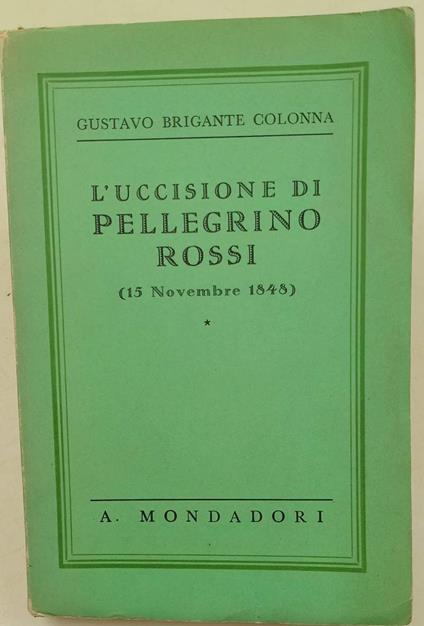 GUSTAVO BRIGANTE COLONNA
L'UCCISIONE DI
PELLEGRINO
ROSSI
(15 Novembre 1848)
*
A. MONDADORI